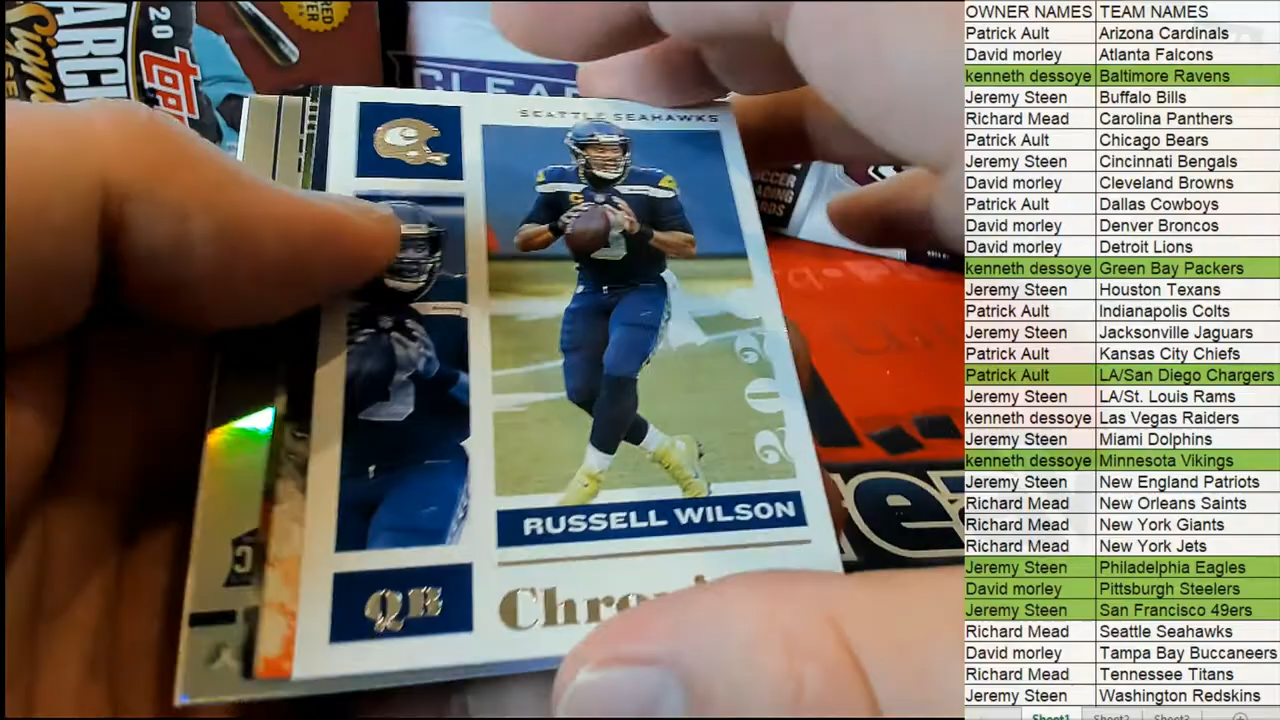 SEATTLE SEAHAWKS
RUSSELL WILSON
QB
20
OWNER NAMES TEAM NAMES
Patrick Ault Arizona Cardinals
David morley Atlanta Falcons
kenneth dessoye Baltimore Ravens
Jeremy Steen Buffalo Bills
Richard Mead Carolina Panthers
Patrick Ault Chicago Bears
Jeremy Steen Cincinnati Bengals
David morley Cleveland Browns
Patrick Ault Dallas Cowboys
David morley Denver Broncos
David morley Detroit Lions
kenneth dessoye Green Bay Packers
Jeremy Steen Houston Texans
Patrick Ault Indianapolis Colts
Jeremy Steen Jacksonville Jaguars
Patrick Ault Kansas City Chiefs
Patrick Ault LA/San Diego Chargers
Jeremy Steen LA/St. Louis Rams
kenneth dessoye Las Vegas Raiders
Jeremy Steen Miami Dolphins
kenneth dessoye Minnesota Vikings
Jeremy Steen New England Patriots
Richard Mead New Orleans Saints
Richard Mead New York Giants
Richard Mead New York Jets
Jeremy Steen Philadelphia Eagles
David morley Pittsburgh Steelers
Jeremy Steen San Francisco 49ers
Richard Mead Seattle Seahawks
David morley Tampa Bay Buccaneers
Richard Mead Tennessee Titans
Jeremy Steen Washington Redskins
Sheet1 Sheet2 Sheet3